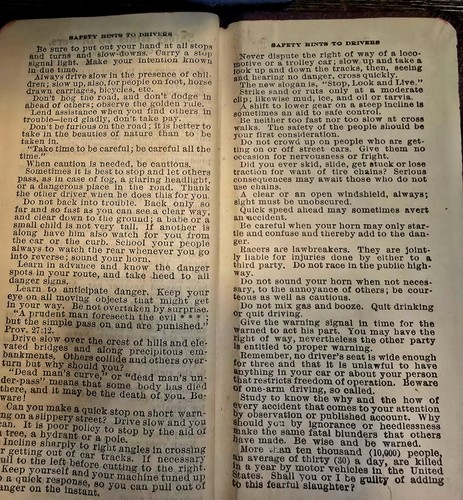 SAFETY HINTS TO DRIVERS
Be sure to put out your hand at all stops
and turns and slow-downs. Carry a stop
signal light. Make your intention known
in due time.
Always drive slow in the presence of chil-
dren; slow up, also, for people on foot, horse
drawn earriages, bicycles, etc.
Don't hog the road, and don't dodge in
ahead of others; observe the golden rule.
Lend assistance when you find others in
trouble—lend gladly, don't take pay.
Don't be furious on the road; it is better to
take in the beauties of nature than to be
taken in.
"Take time to be careful; be careful all the
time."
When caution is needed, be cautious.
Sometimes it is best to stop and let others
pass, as in case of fog, a glaring headlight,
or a dangerous place in the road. Thank
the other driver when he does this for you.
Do not back into trouble. Back only so
far and so fast as you can see a clear way,
and clear down to the ground; a babe or a
small child is not very tall. If another is
along have him also watch for you from
the car or the curb. School your people
always to watch the rear whenever you go
into reverse; sound your horn.
Learn in advance and know the danger
spots in your route, and take heed to all
danger signs.
Learn to anticipate danger. Keep your
eye on all moving objects that might get
in your way. Be not overtaken by surprise.
"A prudent man foreseeth the evil * * *;
but the simple pass on and are punished."
Prov. 27:12.
Drive slow over the crest of hills and ele-
vated bridges and along precipitous em-
bankments. Others collide and others over-
turn but why should you?
"Dead man's curve," or "dead man's un-
der-pass" means that some body has died
there, and it may be the death of you. Be-
ware!
Can you make a quick stop on short warn-
ing on a slippery street? Drive slow and you
can. It is poor policy to stop by the aid of
a tree, a hydrant or a pole.
Incline sharply to right angles in crossing
or getting out of car tracks. If necessary
pull to the left before cutting to the right.
Keep yourself and your machine tuned up
to a quick response, so you can pull out of
danger on the instant.
SAFETY HINTS TO DRIVERS
Never dispute the right of way of a loco-
motive or a trolley car; slow up and take a
look up and down the tracks, then, seeing
and hearing no danger, cross quickly.
The new slogan is, "Stop, Look and Live."
Strike sand or ruts only at a moderate
clip; likewise mud, ice, and oil or tarvia.
A shift to lower gear on a steep incline is
sometimes an aid to safe control.
Be neither too fast nor too slow at cross
walks. The safety of the people should be
your first consideration.
Do not crowd up on people who are get-
ting on or off street cars. Give them no
occasion for nervousness or fright.
Did you ever skid, slide, get stuck or lose
traction for want of tire chains? Serious
consequences may await those who do not
use chains.
A clear or an open windshield, always;
sight must be unobscured.
Quick speed ahead may sometimes avert
an accident.
Be careful when your horn may only star-
tle and confuse and thereby add to the dan-
ger.
Racers are lawbreakers. They are joint-
ly liable for injuries done by either to a
third party. Do not race in the public high-
way.
Do not sound your horn when not neces-
sary, to the annoyance of others; be cour-
teous as well as cautious.
Do not mix gas and booze. Quit drinking
or quit driving.
Give the warning signal in time for the
warned to act his part. You may have the
right of way, nevertheless the other party
is entitled to proper warning.
Remember, no driver's seat is wide enough
for three and that it is unlawful to have
anything in your car or about your person
that restricts freedom of operation. Beware
of one-arm driving, so called.
Study to know the why and the how of
every accident that comes to your attention
by observation or published account. Why
should you by ignorance or heedlessness
make the same fatal blunders that others
have made. Be wise and be warned.
More than ten thousand (10,000) people,
an average of thirty (30) a day, are killed
in a year by motor vehicles in the United
States. Shall you or I be guilty of adding
to this fearful slaughter?